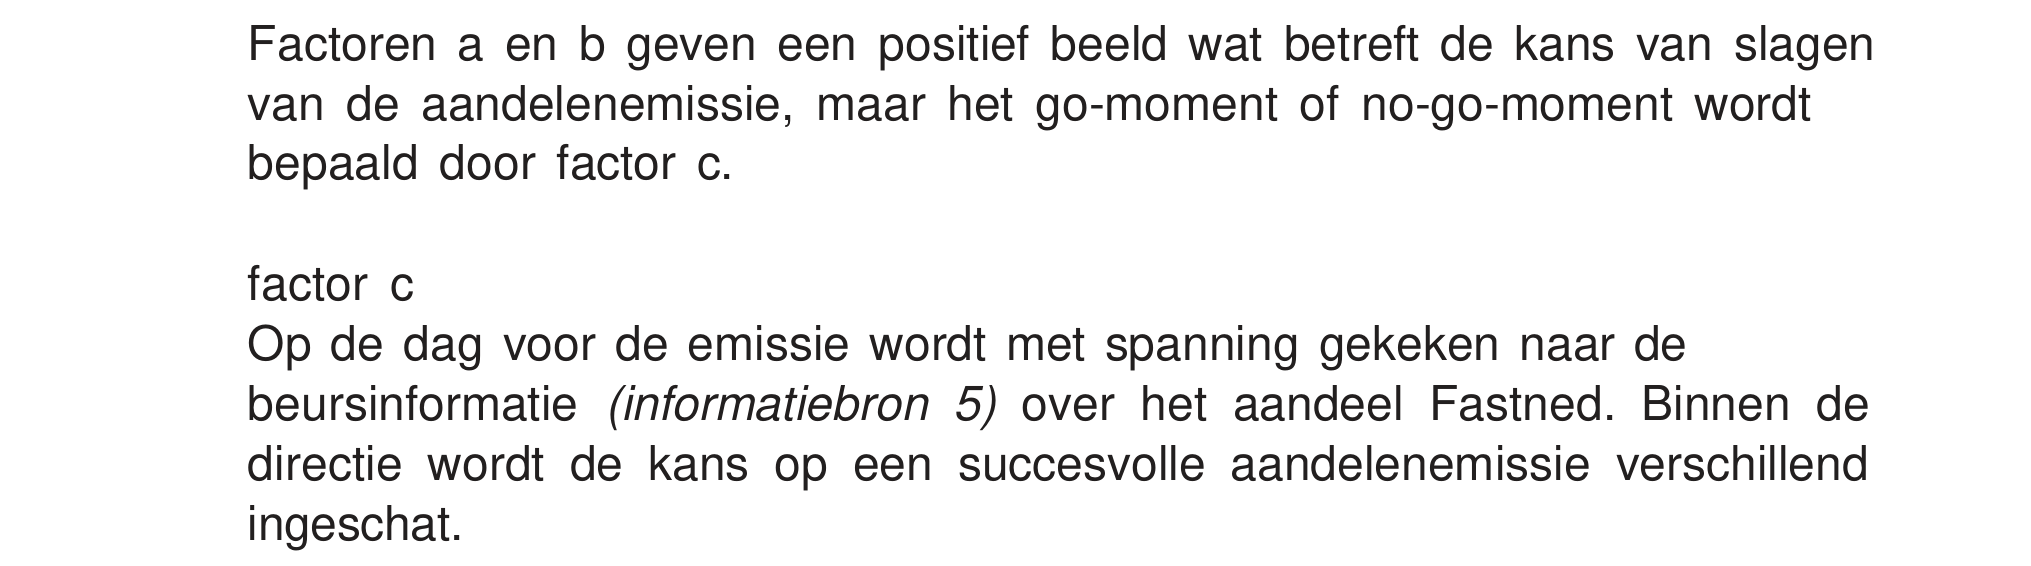 Factoren a en b geven een positief beeld wat betreft de kans van slagen
van de aandelenemissie, maar het go-moment of no-go-moment wordt
bepaald door factor c.

factor c
Op de dag voor de emissie wordt met spanning gekeken naar de
beursinformatie (informatiebron 5) over het aandeel Fastned. Binnen de
directie wordt de kans op een succesvolle aandelenemissie verschillend
ingeschat.